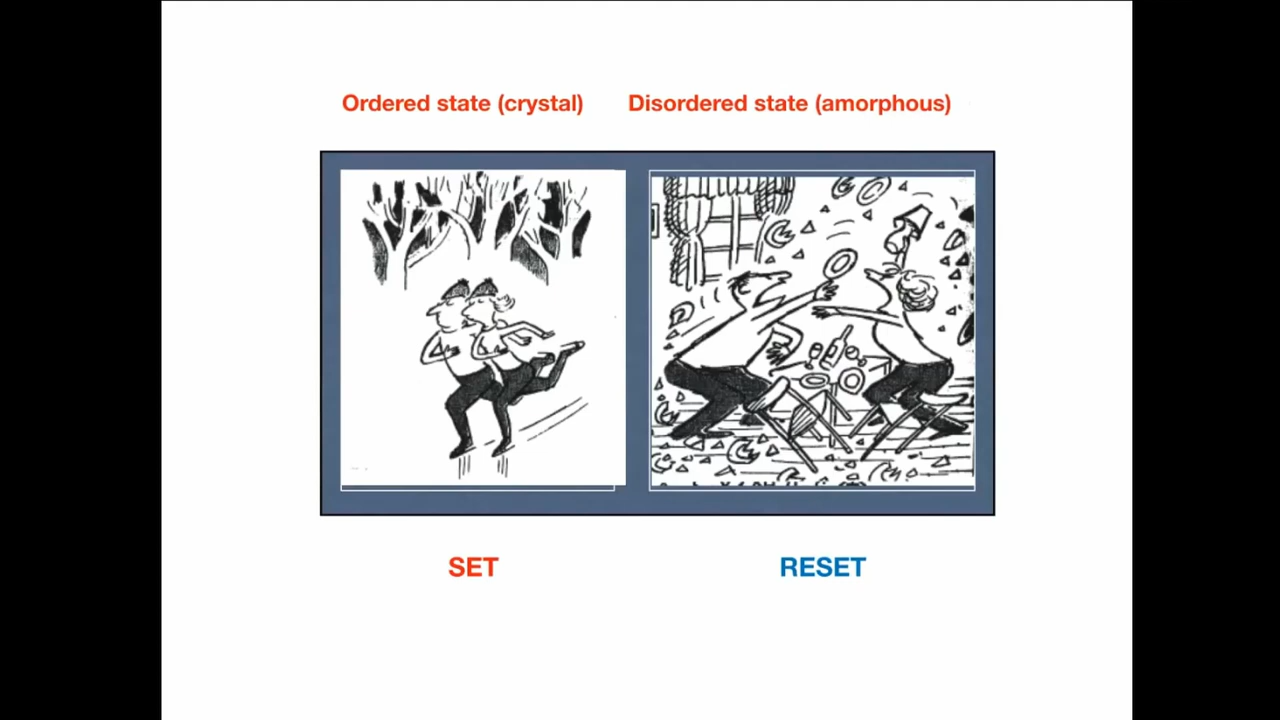 Ordered state (crystal)
Disordered state (amorphous)
SET
RESET